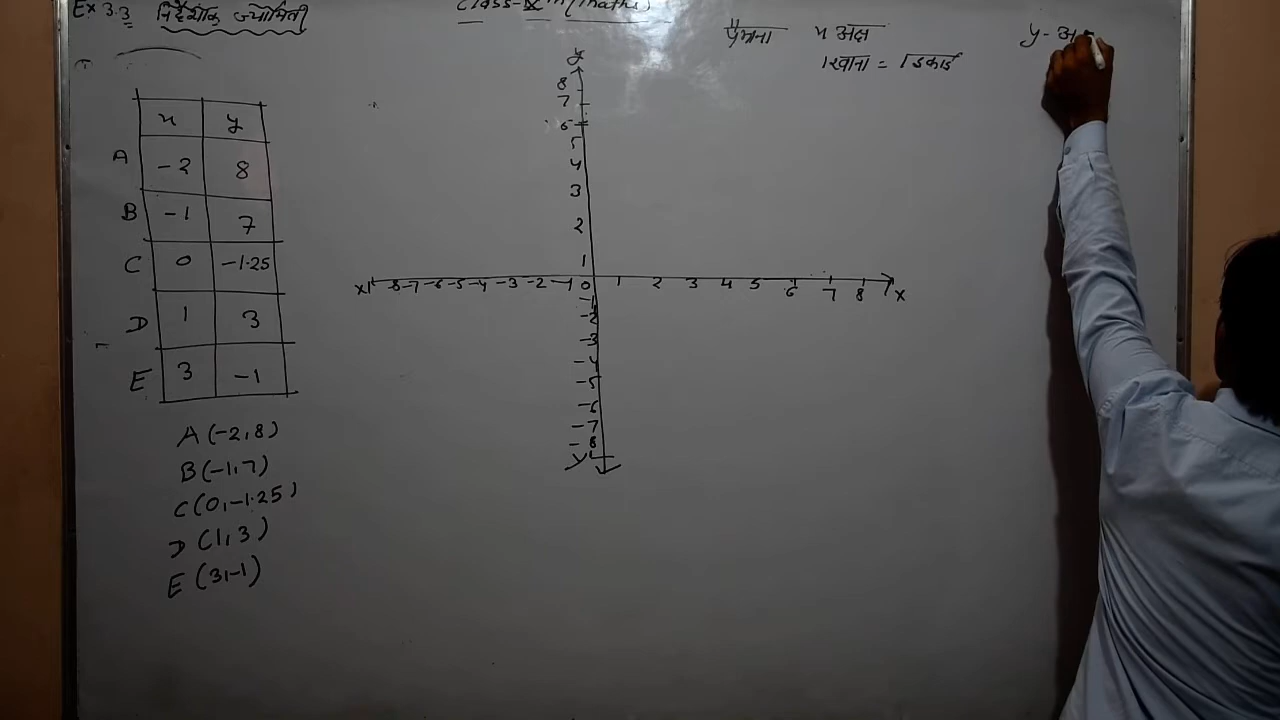 Ex 3.3 निर्देशांक ज्योमिती
Class-IX th (Maths)
पैमाना x अक्ष
1खाना = 1इकाई
y- अ
x y
A -2 8
B -1 7
C 0 -1.25
D 1 3
E 3 -1
A (-2, 8)
B (-1, 7)
C (0, -1.25)
D (1, 3)
E (3, -1)
y
8
7
6
5
4
3
2
1
x' -8 -7 -6 -5 -4 -3 -2 -1 0 1 2 3 4 5 6 7 8 x
-1
-2
-3
-4
-5
-6
-7
-8
y'